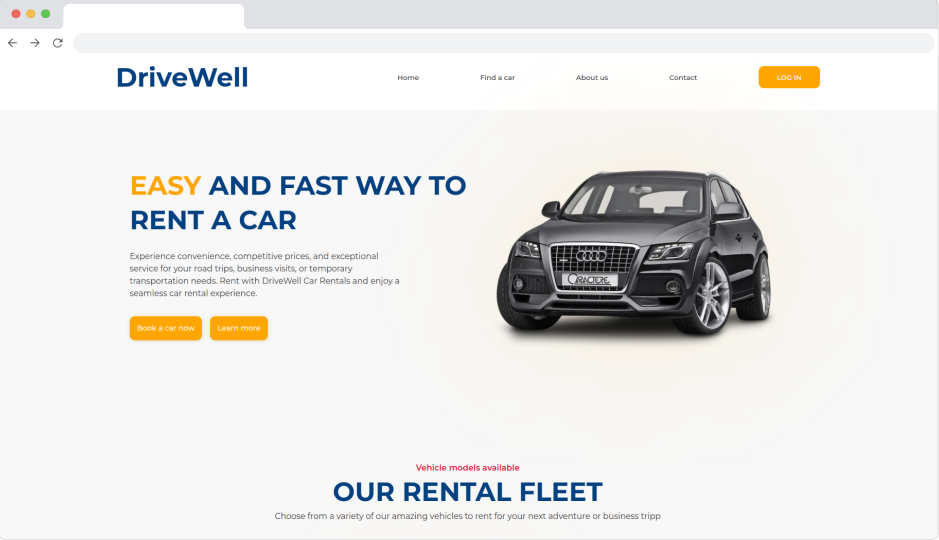 DriveWell
Home
Find a car
About us
Contact
LOG IN
EASY AND FAST WAY TO
RENT A CAR
Experience convenience, competitive prices, and exceptional
service for your road trips, business visits, or temporary
transportation needs. Rent with DriveWell Car Rentals and enjoy a
seamless car rental experience.
Book a car now
Learn more
CARACTERE
Vehicle models available
OUR RENTAL FLEET
Choose from a variety of our amazing vehicles to rent for your next adventure or business tripp